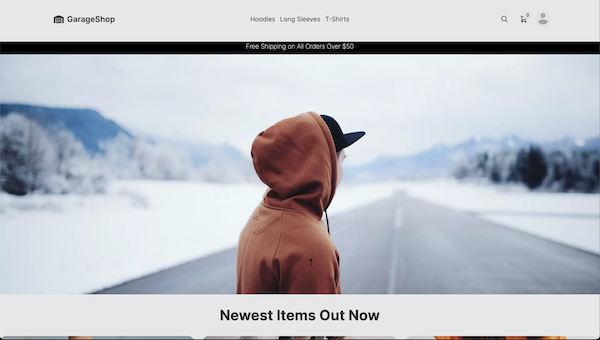 GarageShop
Hoodies Long Sleeves T-Shirts
0
Free Shipping on All Orders Over $50
Newest Items Out Now